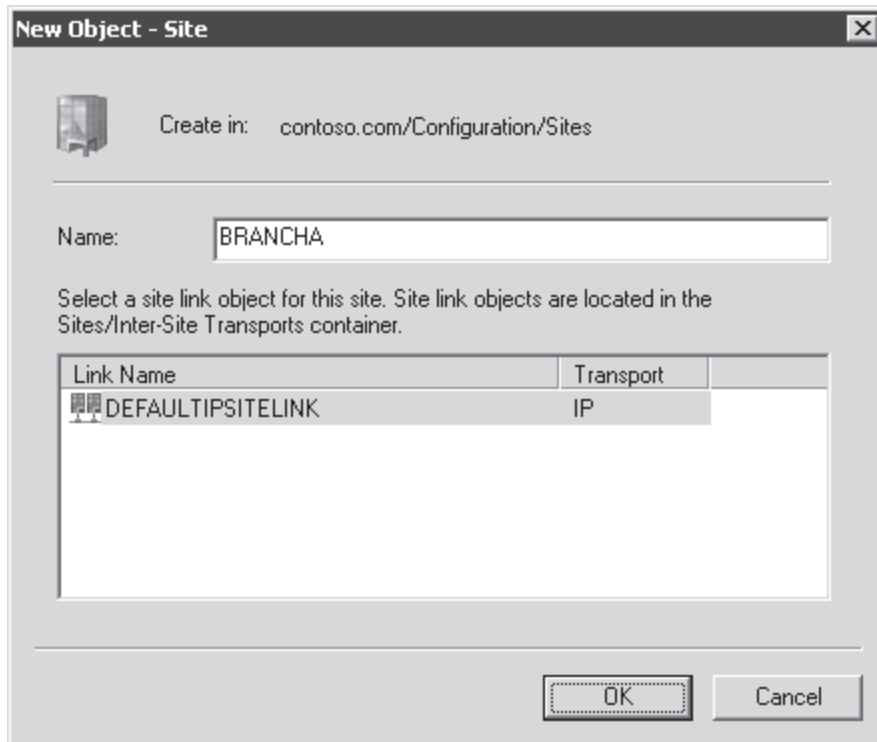 New Object - Site
Create in: contoso.com/Configuration/Sites
Name: BRANCHA
Select a site link object for this site. Site link objects are located in the
Sites/Inter-Site Transports container.
Link Name Transport
DEFAULTIPSITELINK IP
OK Cancel